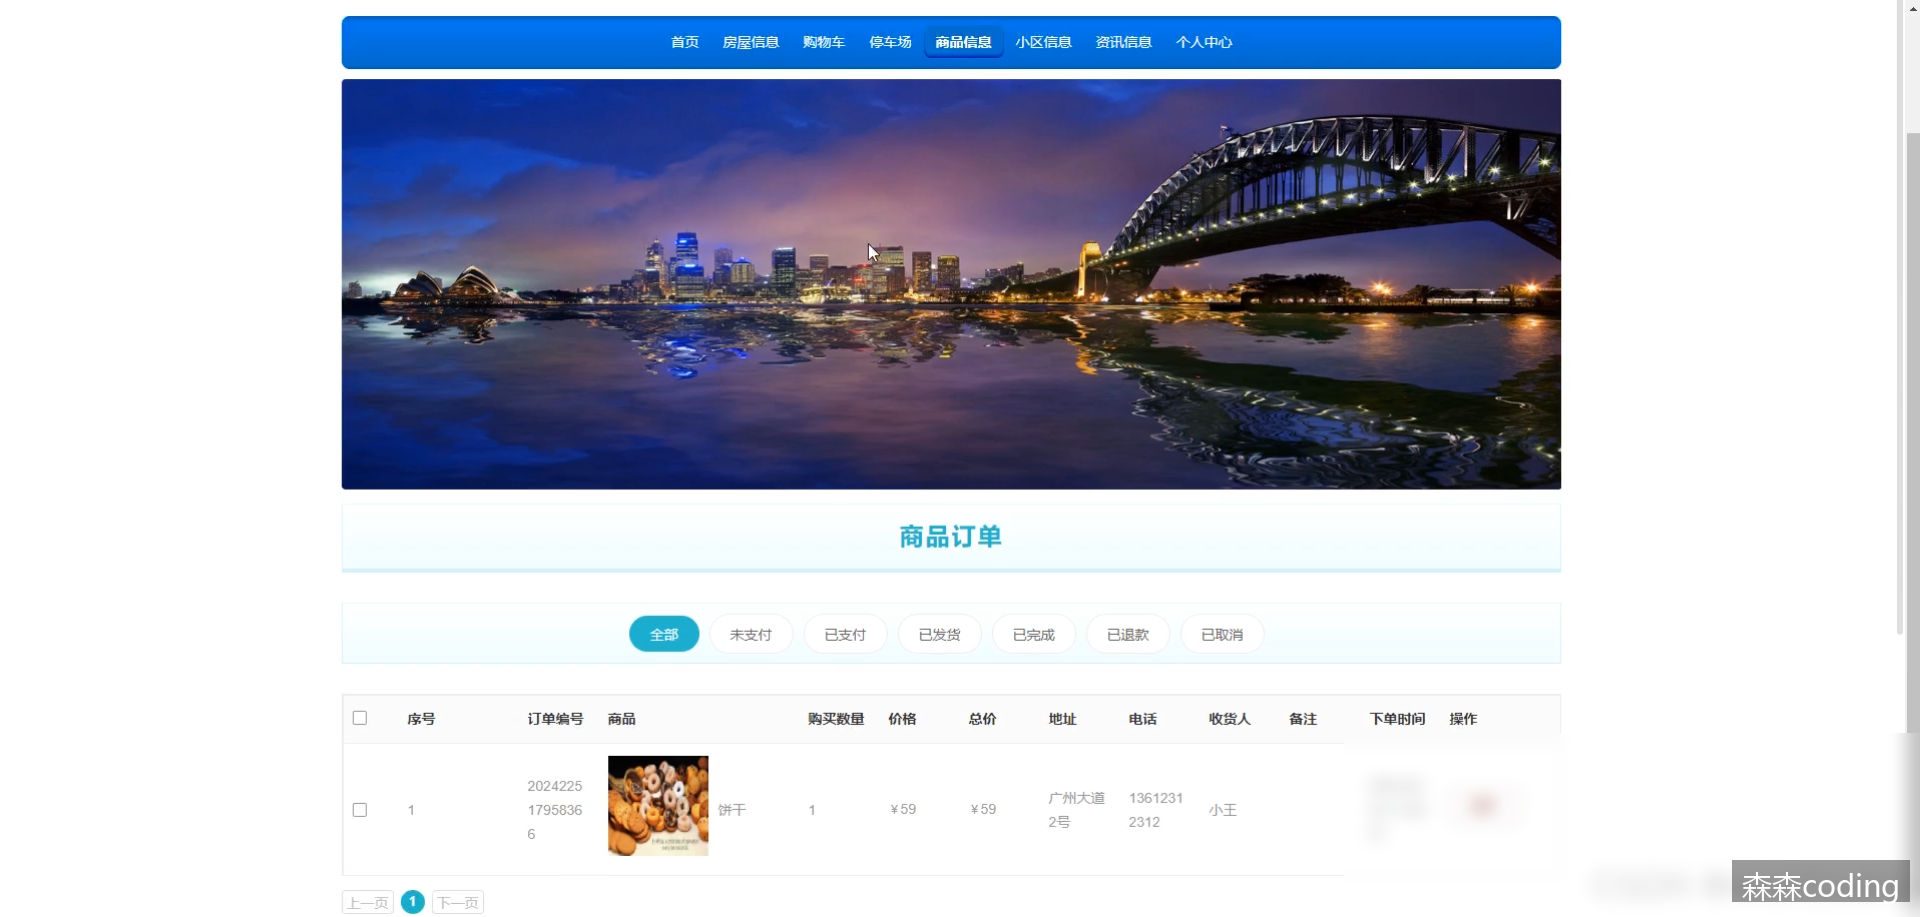 首页 房屋信息 购物车 停车场 商品信息 小区信息 资讯信息 个人中心
商品订单
全部 未支付 已支付 已发货 已完成 已退款 已取消
序号 订单编号 商品 购买数量 价格 总价 地址 电话 收货人 备注 下单时间 操作
1
2024225
1795836
6
饼干
1
¥59
¥59
广州大道
2号
1361231
2312
小王
上一页 1 下一页
森森coding